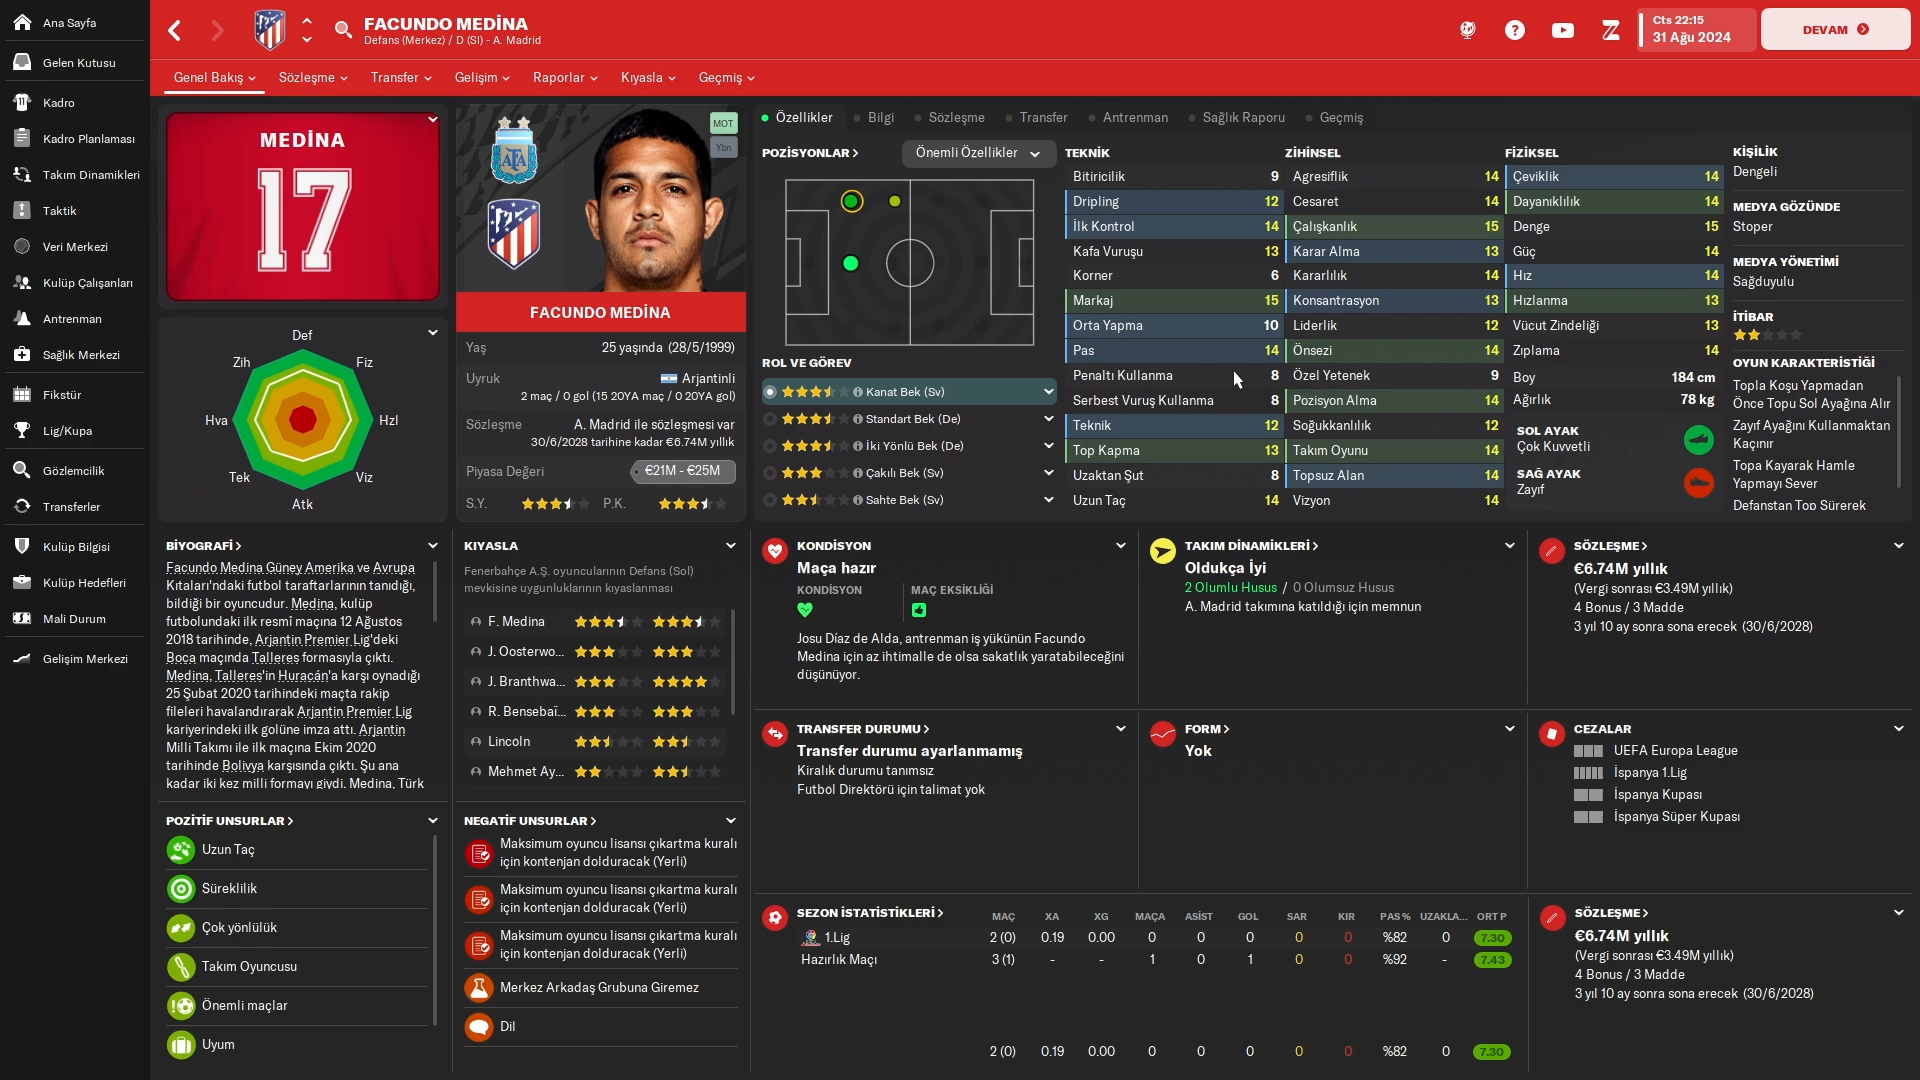 Ana Sayfa
Gelen Kutusu
Kadro
Kadro Planlaması
Takım Dinamikleri
Taktik
Veri Merkezi
Kulüp Çalışanları
Antrenman
Sağlık Merkezi
Fikstür
Lig/Kupa
Gözlemcilik
Transferler
Kulüp Bilgisi
Kulüp Hedefleri
Mali Durum
Gelişim Merkezi
FACUNDO MEDİNA
Defans (Merkez) / D (Sl) - A. Madrid
Cts 22:15
31 Ağu 2024
DEVAM
Genel Bakış Sözleşme Transfer Gelişim Raporlar Kıyasla Geçmiş
MEDİNA
17
Def
Fiz
Hzl
Viz
Atk
Tek
Hva
Zih
AFA
MOT
Ybn
FACUNDO MEDİNA
Yaş 25 yaşında (28/5/1999)
Uyruk Arjantinli
2 maç / 0 gol (15 20YA maç / 0 20YA gol)
Sözleşme A. Madrid ile sözleşmesi var
30/6/2028 tarihine kadar €6.74M yıllık
Piyasa Değeri €21M - €25M
S.Y. P.K.
Özellikler Bilgi Sözleşme Transfer Antrenman Sağlık Raporu Geçmiş
POZİSYONLAR Önemli Özellikler
ROL VE GÖREV
Kanat Bek (Sv)
Standart Bek (De)
İki Yönlü Bek (De)
Çakılı Bek (Sv)
Sahte Bek (Sv)
TEKNİK
Bitiricilik 9
Dripling 12
İlk Kontrol 14
Kafa Vuruşu 13
Korner 6
Markaj 15
Orta Yapma 10
Pas 14
Penaltı Kullanma 8
Serbest Vuruş Kullanma 8
Teknik 12
Top Kapma 13
Uzaktan Şut 8
Uzun Taç 14
ZİHİNSEL
Agresiflik 14
Cesaret 14
Çalışkanlık 15
Karar Alma 13
Kararlılık 14
Konsantrasyon 13
Liderlik 12
Önsezi 14
Özel Yetenek 9
Pozisyon Alma 14
Soğukkanlılık 12
Takım Oyunu 14
Topsuz Alan 14
Vizyon 14
FİZİKSEL
Çeviklik 14
Dayanıklılık 14
Denge 15
Güç 14
Hız 14
Hızlanma 13
Vücut Zindeliği 13
Zıplama 14
Boy 184 cm
Ağırlık 78 kg
SOL AYAK
Çok Kuvvetli
SAĞ AYAK
Zayıf
KİŞİLİK
Dengeli
MEDYA GÖZÜNDE
Stoper
MEDYA YÖNETİMİ
Sağduyulu
İTİBAR
OYUN KARAKTERİSTİĞİ
Topla Koşu Yapmadan
Önce Topu Sol Ayağına Alır
Zayıf Ayağını Kullanmaktan
Kaçınır
Topa Kayarak Hamle
Yapmayı Sever
Defanstan Top Sürerek
BİYOGRAFİ
Facundo Medina Güney Amerika ve Avrupa
Kıtaları'ndaki futbol taraftarlarının tanıdığı,
bildiği bir oyuncudur. Medina, kulüp
futbolundaki ilk resmî maçına 12 Ağustos
2018 tarihinde, Arjantin Premier Lig'deki
Boca maçında Talleres formasıyla çıktı.
Medina, Talleres'in Huracán'a karşı oynadığı
25 Şubat 2020 tarihindeki maçta rakip
fileleri havalandırarak Arjantin Premier Lig
kariyerindeki ilk golüne imza attı. Arjantin
Milli Takımı ile ilk maçına Ekim 2020
tarihinde Bolivya karşısında çıktı. Şu ana
kadar iki kez milli formayı giydi. Medina, Türk
KIYASLA
Fenerbahçe A.Ş. oyuncularının Defans (Sol)
mevkisine uygunluklarının kıyaslanması
F. Medina
J. Oosterwo...
J. Branthwa...
R. Bensebaï...
Lincoln
Mehmet Ay...
KONDİSYON
Maça hazır
KONDİSYON MAÇ EKSİKLİĞİ
Josu Díaz de Alda, antrenman iş yükünün Facundo
Medina için az ihtimalle de olsa sakatlık yaratabileceğini
düşünüyor.
TAKIM DİNAMİKLERİ
Oldukça İyi
2 Olumlu Husus / 0 Olumsuz Husus
A. Madrid takımına katıldığı için memnun
SÖZLEŞME
€6.74M yıllık
(Vergi sonrası €3.49M yıllık)
4 Bonus / 3 Madde
3 yıl 10 ay sonra sona erecek (30/6/2028)
TRANSFER DURUMU
Transfer durumu ayarlanmamış
Kiralık durumu tanımsız
Futbol Direktörü için talimat yok
FORM
Yok
CEZALAR
UEFA Europa League
İspanya 1.Lig
İspanya Kupası
İspanya Süper Kupası
POZİTİF UNSURLAR
Uzun Taç
Süreklilik
Çok yönlülük
Takım Oyuncusu
Önemli maçlar
Uyum
NEGATİF UNSURLAR
Maksimum oyuncu lisansı çıkartma kuralı
için kontenjan dolduracak (Yerli)
Maksimum oyuncu lisansı çıkartma kuralı
için kontenjan dolduracak (Yerli)
Maksimum oyuncu lisansı çıkartma kuralı
için kontenjan dolduracak (Yerli)
Merkez Arkadaş Grubuna Giremez
Dil
SEZON İSTATİSTİKLERİ MAÇ XA XG MAÇA ASİST GOL SAR KIR PAS % UZAKLA... ORT P
1.Lig 2 (0) 0.19 0.00 0 0 0 0 0 %82 0 7.30
Hazırlık Maçı 3 (1) - - 1 0 1 0 0 %92 - 7.43
2 (0) 0.19 0.00 0 0 0 0 0 %82 0 7.30
SÖZLEŞME
€6.74M yıllık
(Vergi sonrası €3.49M yıllık)
4 Bonus / 3 Madde
3 yıl 10 ay sonra sona erecek (30/6/2028)